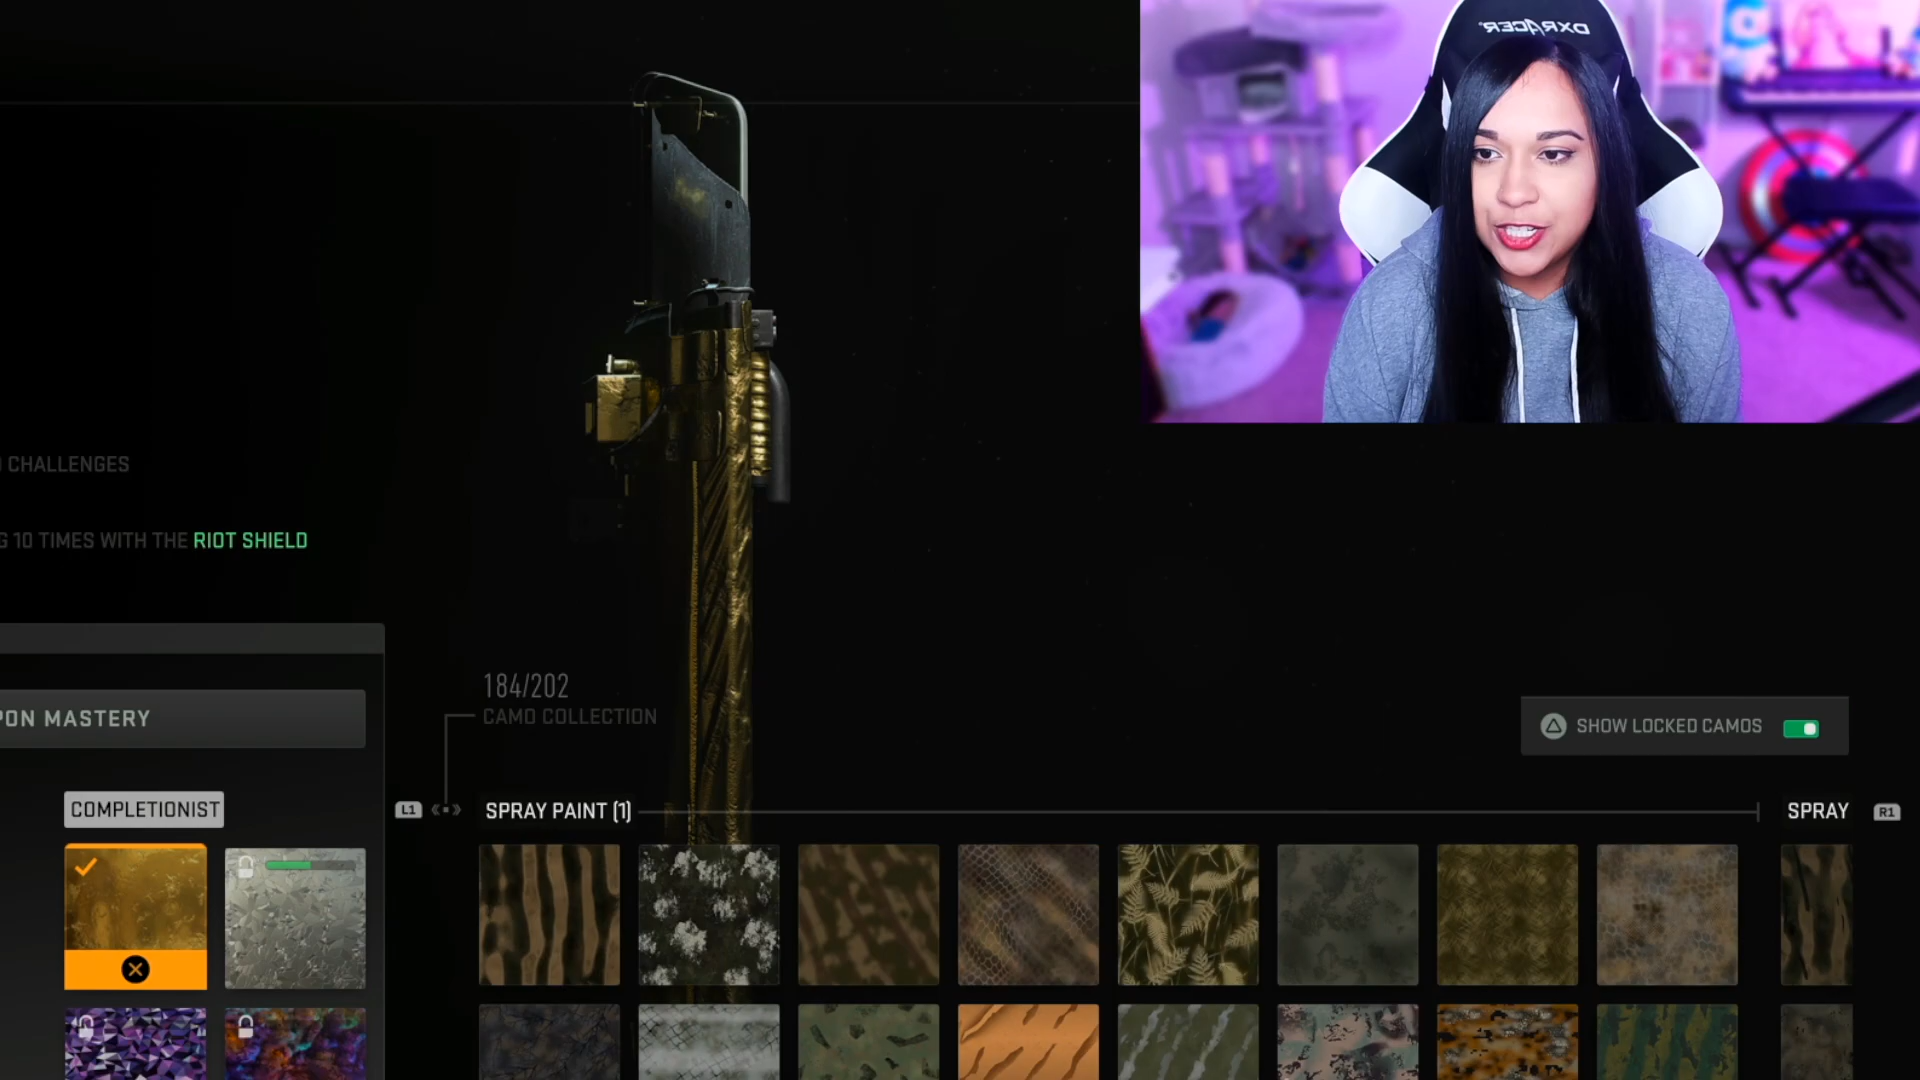 DXRACER
CHALLENGES
G 10 TIMES WITH THE RIOT SHIELD
PON MASTERY
184/202
CAMO COLLECTION
SHOW LOCKED CAMOS
COMPLETIONIST
L1
SPRAY PAINT (1)
SPRAY
R1